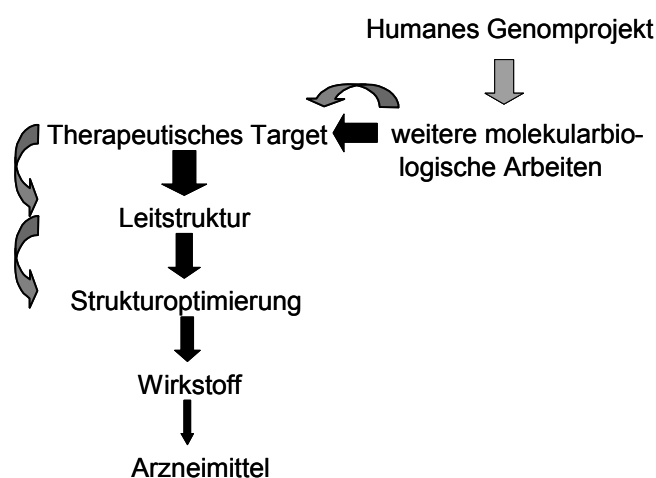 Humanes Genomprojekt
Therapeutisches Target
weitere molekularbio-
logische Arbeiten
Leitstruktur
Strukturoptimierung
Wirkstoff
Arzneimittel